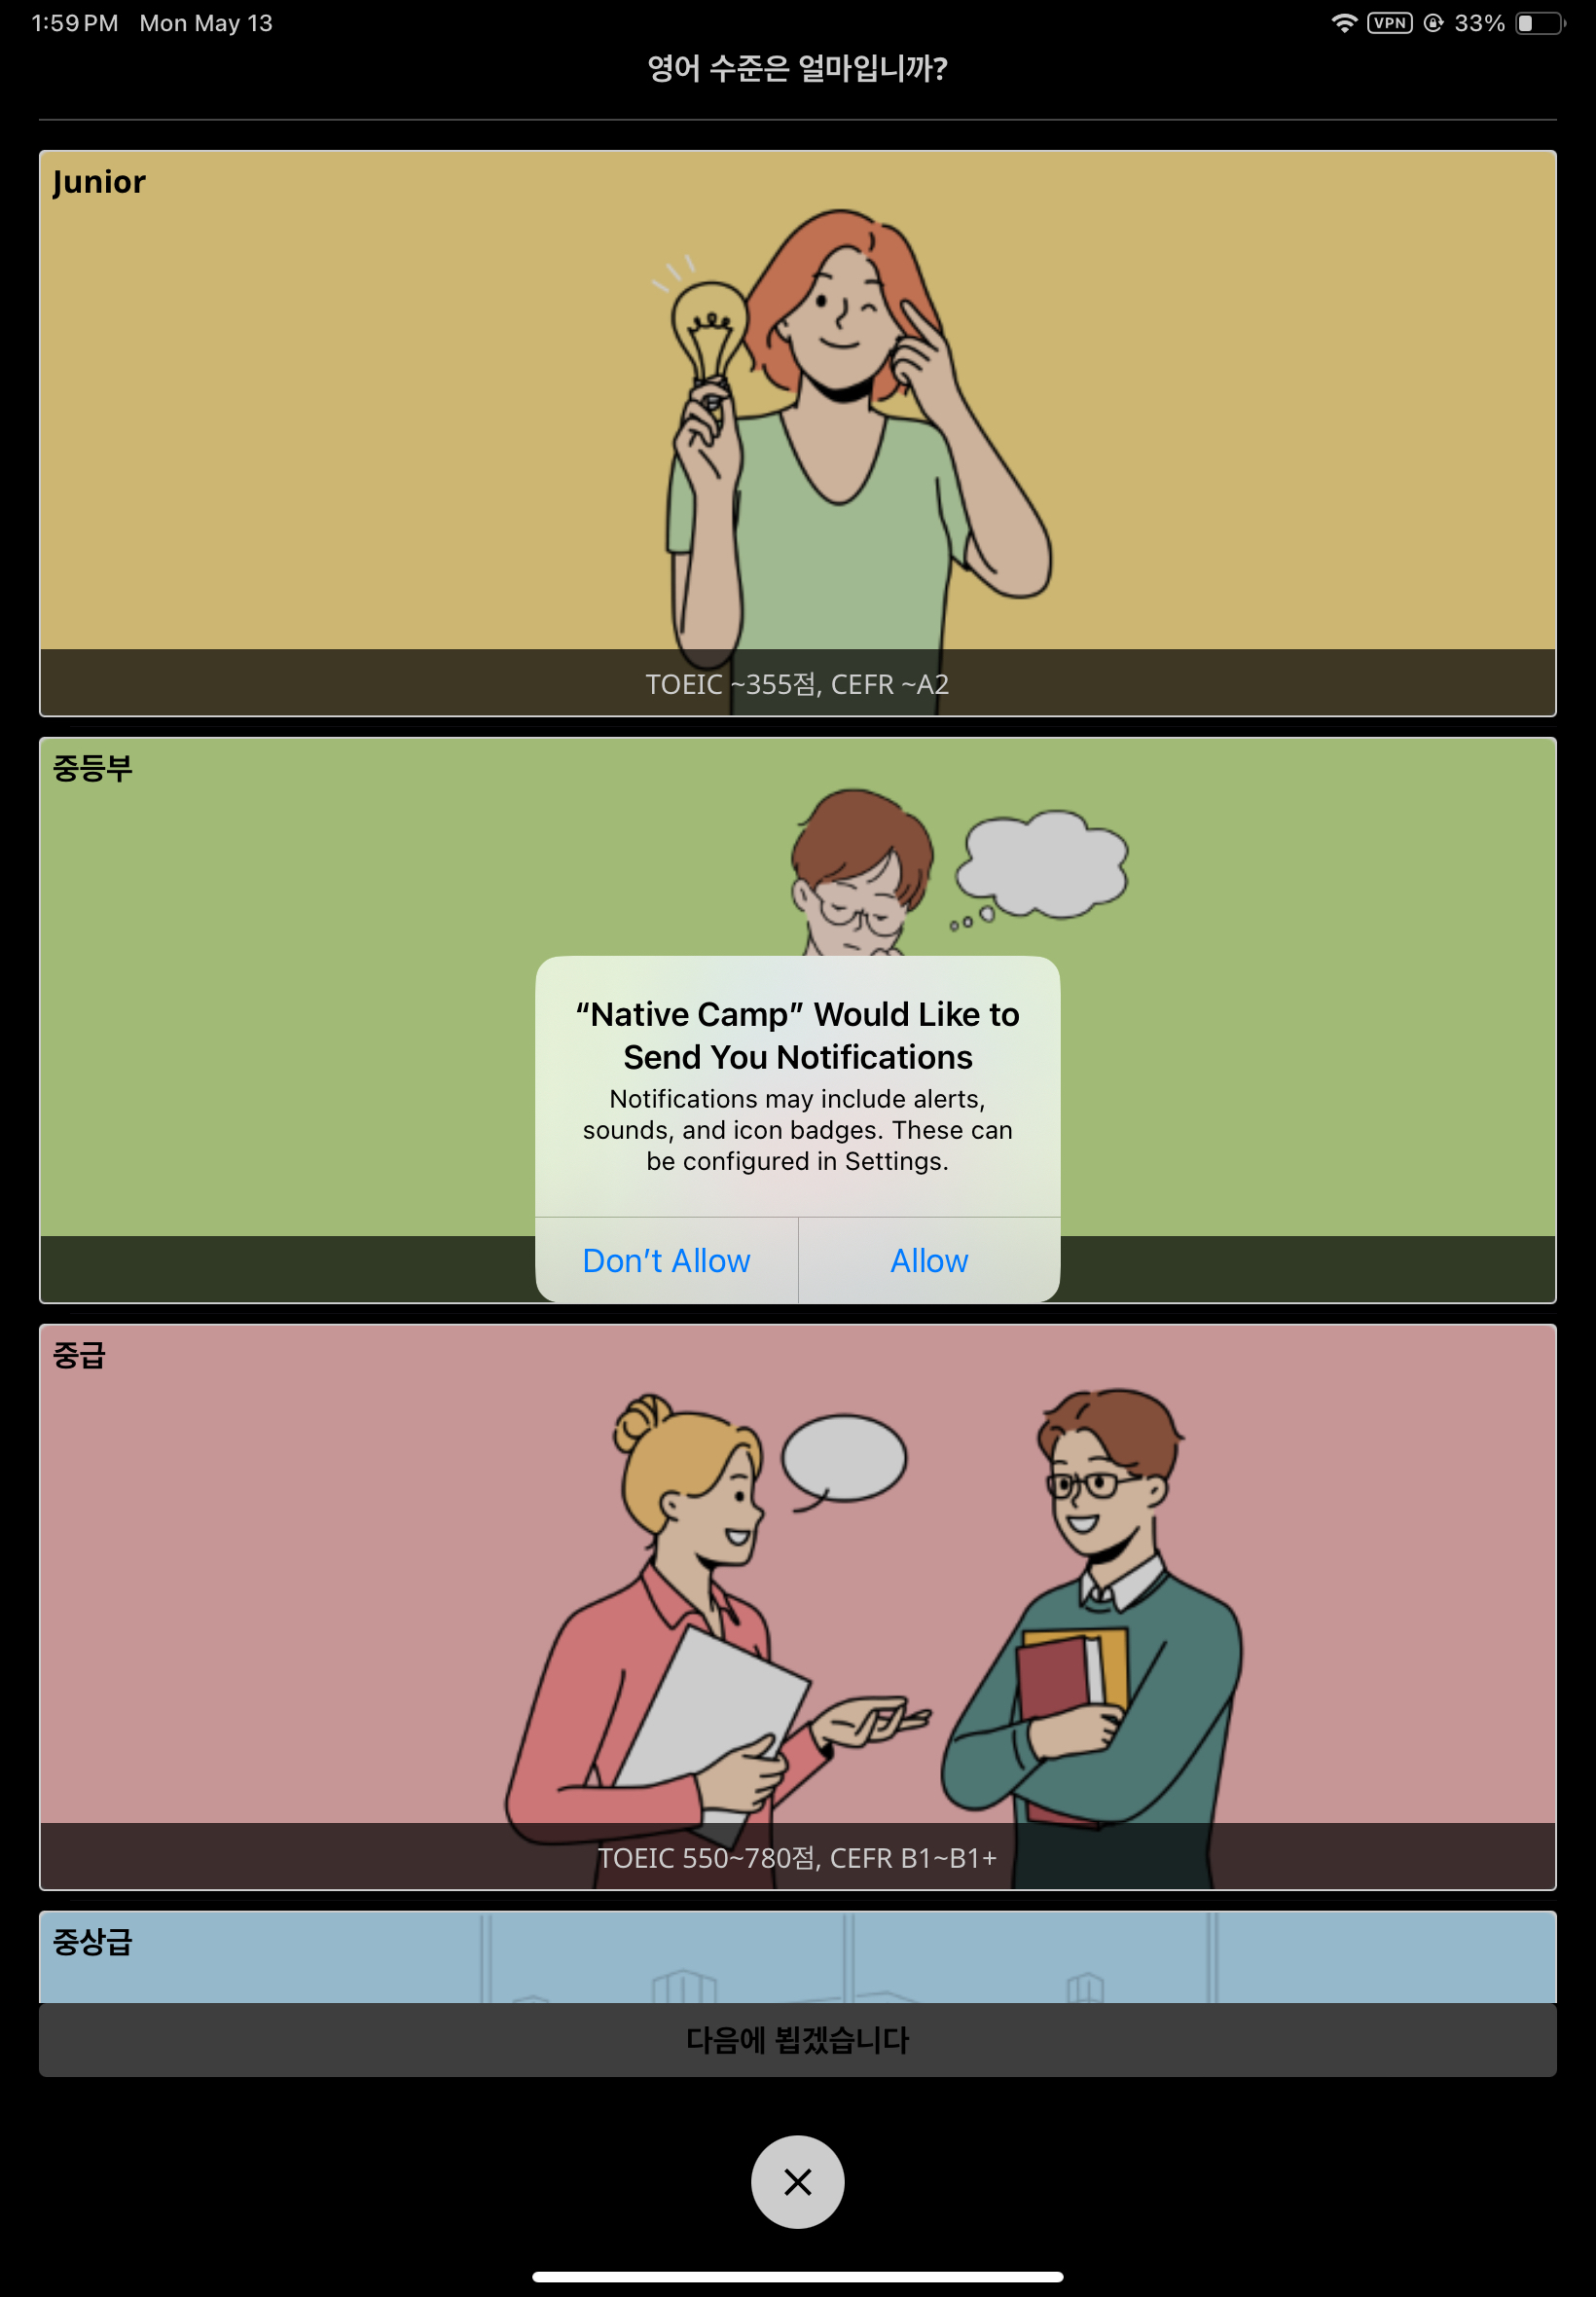 1:59 PM Mon May 13
VPN 33%
영어 수준은 얼마입니까?
Junior
TOEIC ~355점, CEFR ~A2
중등부
“Native Camp” Would Like to
Send You Notifications
Notifications may include alerts,
sounds, and icon badges. These can
be configured in Settings.
Don’t Allow Allow
중급
TOEIC 550~780점, CEFR B1~B1+
중상급
다음에 뵙겠습니다